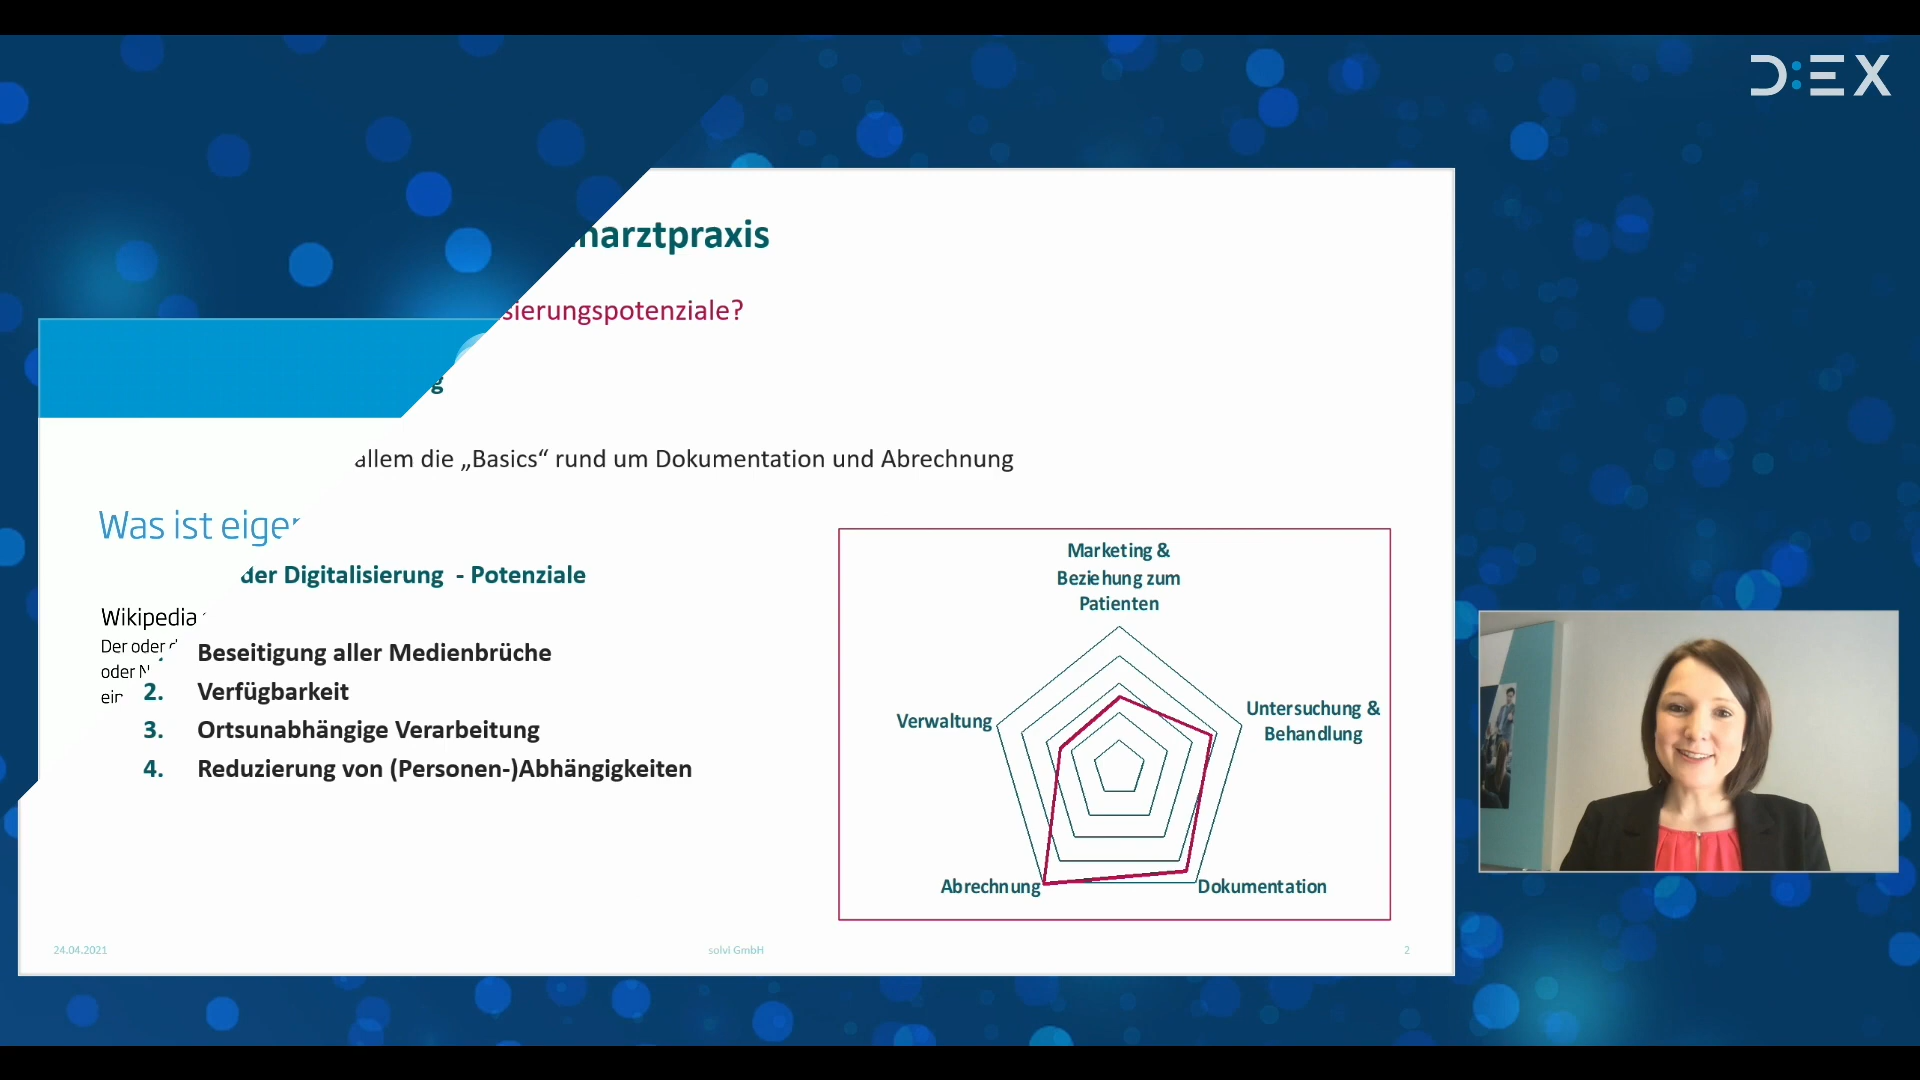 D:EX
narztpraxis
sierungspotenziale?
g
allem die „Basics“ rund um Dokumentation und Abrechnung
Was ist eiger
der Digitalisierung - Potenziale
Wikipedia
Der oder d
oder N
ein
Beseitigung aller Medienbrüche
2. Verfügbarkeit
3. Ortsunabhängige Verarbeitung
4. Reduzierung von (Personen-)Abhängigkeiten
Marketing &
Beziehung zum
Patienten
Untersuchung &
Behandlung
Verwaltung
Abrechnung
Dokumentation
24.04.2021
solvi GmbH
2